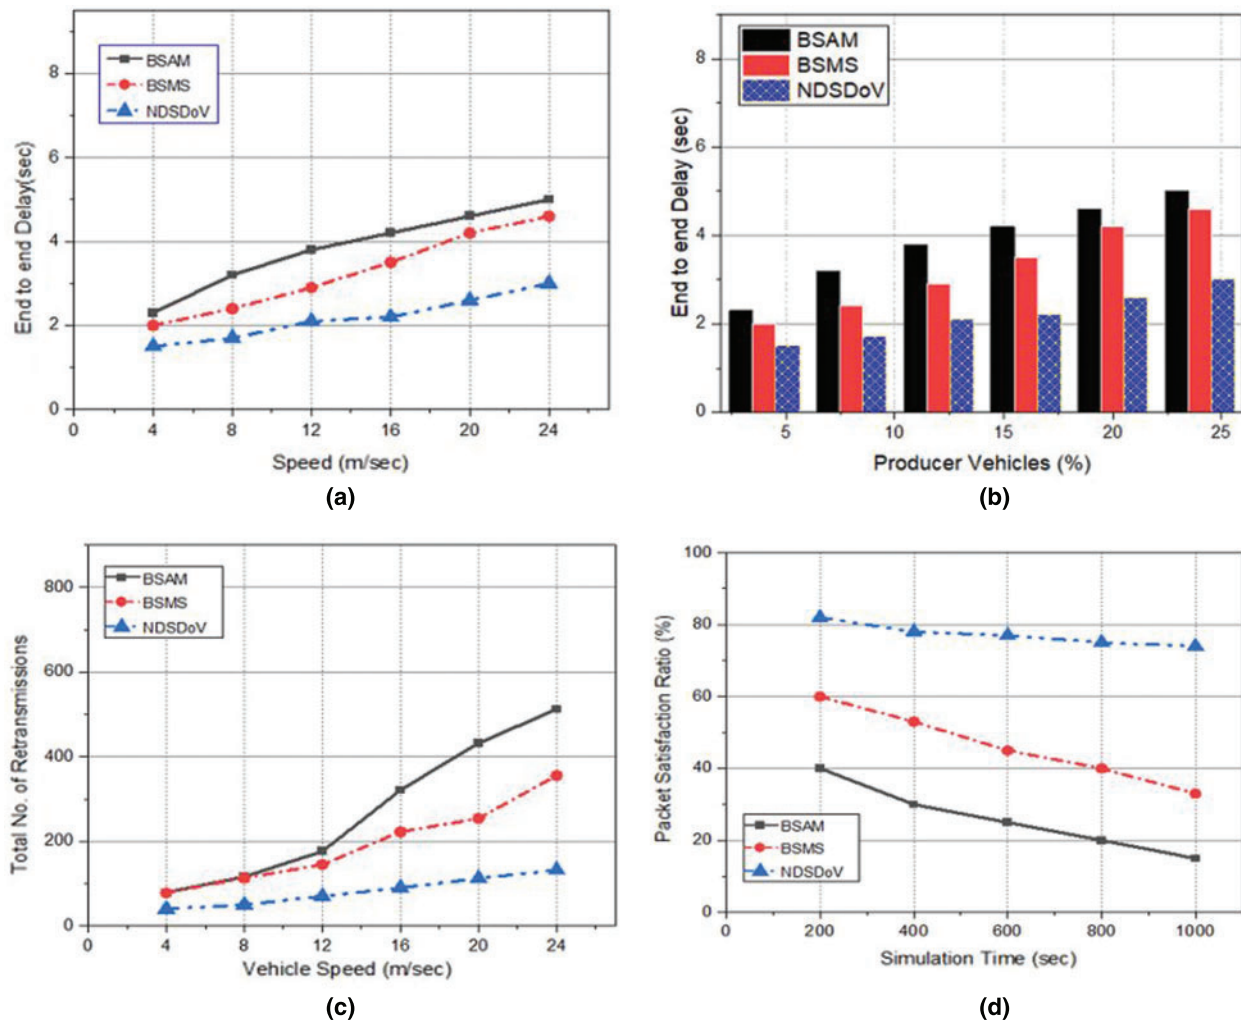 BSAM
BSMS
NDSDoV
8
6
4
2
0
0 4 8 12 16 20 24
End to end Delay(sec)
Speed (m/sec)
(a)
BSAM
BSMS
NDSDoV
8
6
4
2
0
5 10 15 20 25
End to end Delay (sec)
Producer Vehicles (%)
(b)
BSAM
BSMS
NDSDoV
800
600
400
200
0
0 4 8 12 16 20 24
Total No. of Retransmissions
Vehicle Speed (m/sec)
(c)
100
80
60
40
20
0
BSAM
BSMS
NDSDoV
0 200 400 600 800 1000
Packet Satisfaction Ratio (%)
Simulation Time (sec)
(d)